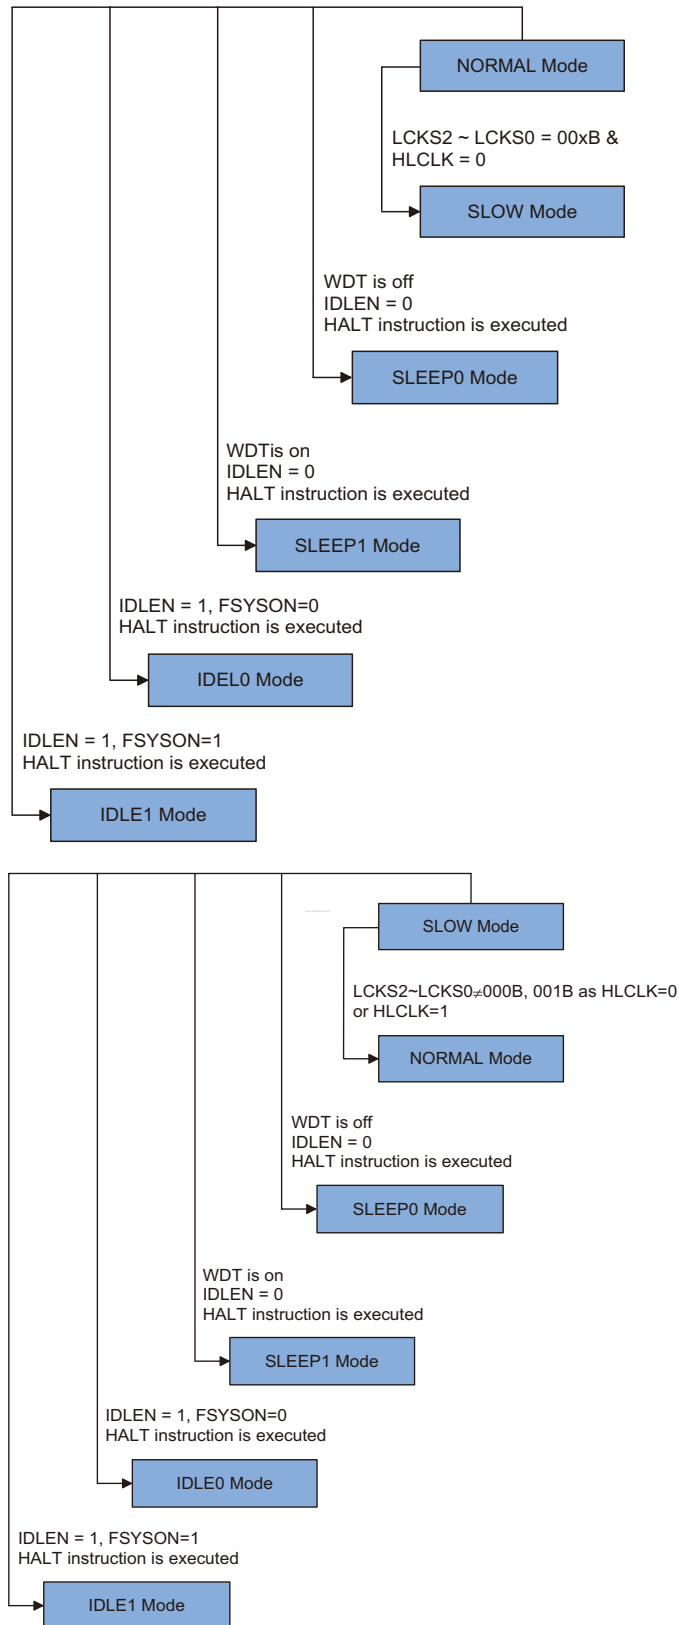 NORMAL Mode
LCKS2 ~ LCKS0 = 00xB &
HLCLK = 0
SLOW Mode
WDT is off
IDLEN = 0
HALT instruction is executed
SLEEP0 Mode
WDTis on
IDLEN = 0
HALT instruction is executed
SLEEP1 Mode
IDLEN = 1, FSYSON=0
HALT instruction is executed
IDEL0 Mode
IDLEN = 1, FSYSON=1
HALT instruction is executed
IDLE1 Mode
SLOW Mode
LCKS2~LCKS0≠000B, 001B as HLCLK=0
or HLCLK=1
NORMAL Mode
WDT is off
IDLEN = 0
HALT instruction is executed
SLEEP0 Mode
WDT is on
IDLEN = 0
HALT instruction is executed
SLEEP1 Mode
IDLEN = 1, FSYSON=0
HALT instruction is executed
IDLE0 Mode
IDLEN = 1, FSYSON=1
HALT instruction is executed
IDLE1 Mode